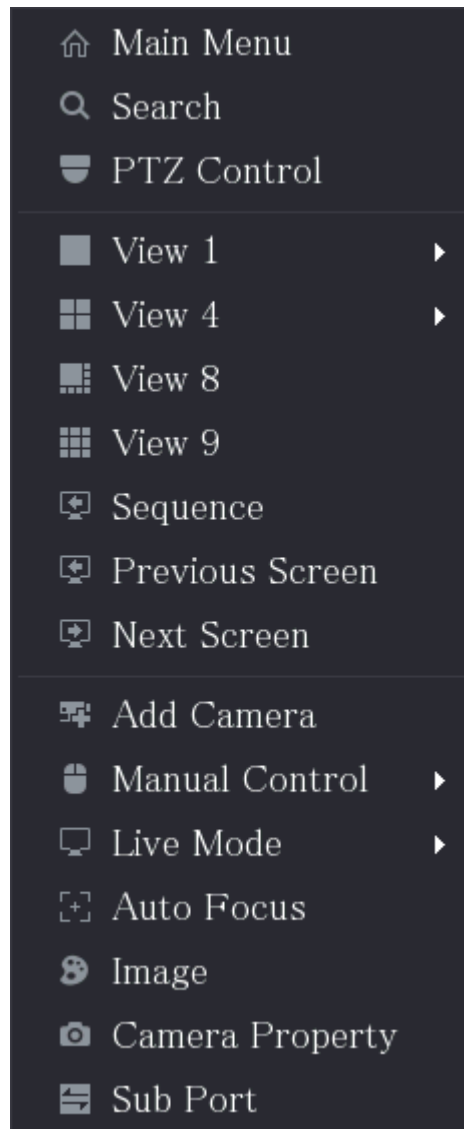 Main Menu
Search
PTZ Control
View 1
View 4
View 8
View 9
Sequence
Previous Screen
Next Screen
Add Camera
Manual Control
Live Mode
Auto Focus
Image
Camera Property
Sub Port